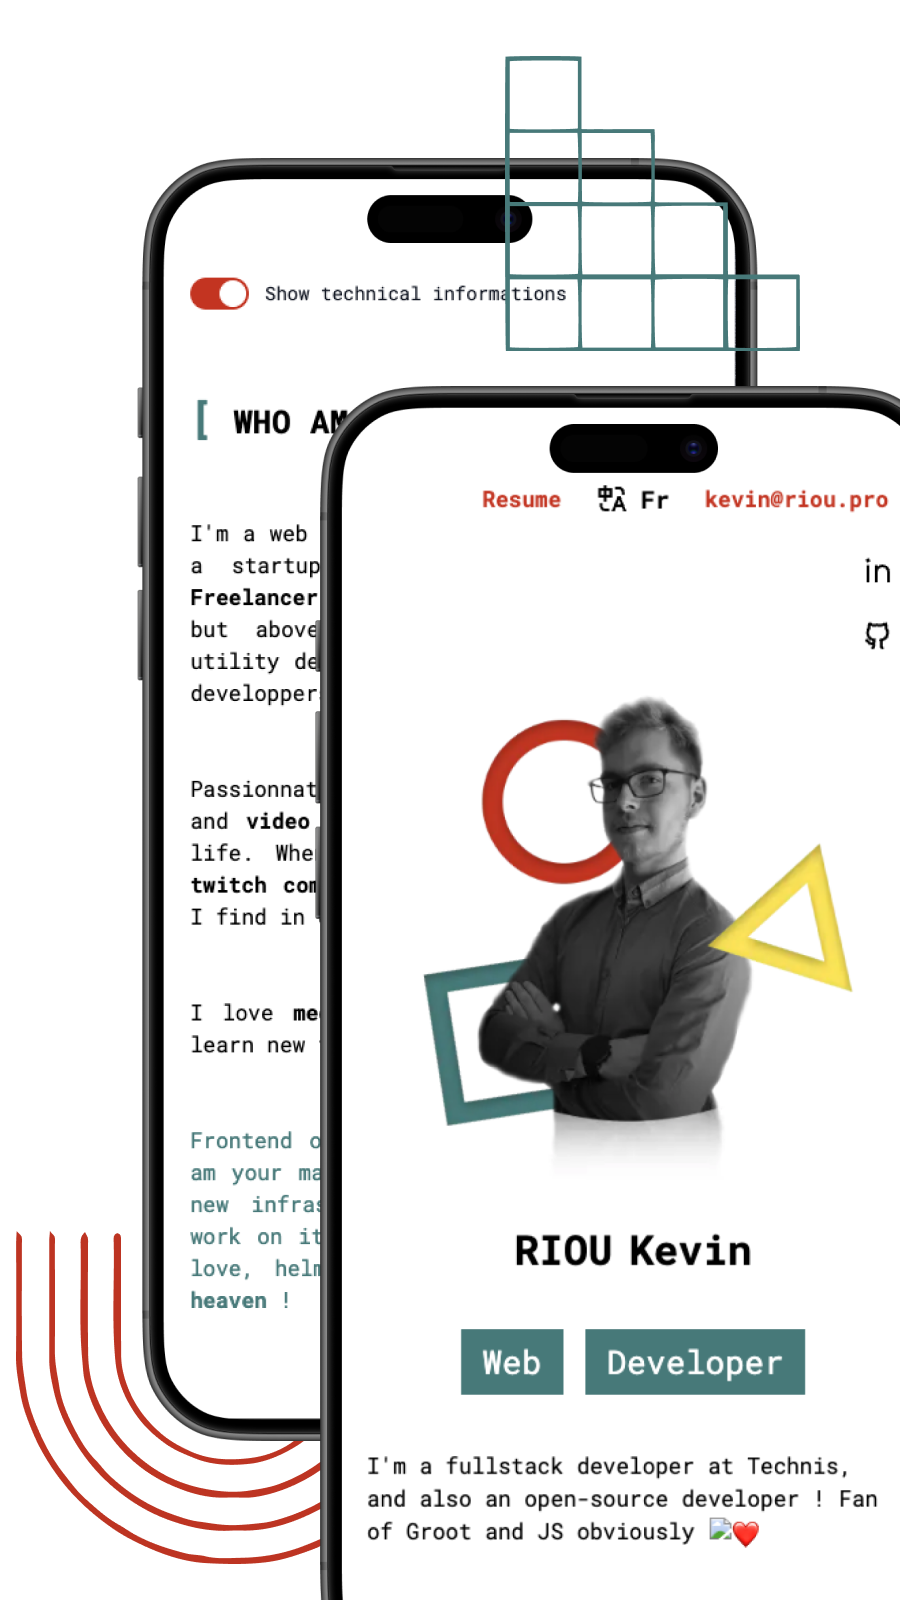 Show technical informations
[ WHO AM
I'm a web
a startup
Freelancer
but above
utility de
developper
Passionnat
and video
life. Whe
twitch com
I find in
I love me
learn new
Frontend o
am your ma
new infras
work on it
love, helm
heaven !
Resume 中A Fr kevin@riou.pro
in
RIOU Kevin
Web Developer
I'm a fullstack developer at Technis,
and also an open-source developer ! Fan
of Groot and JS obviously ❤️